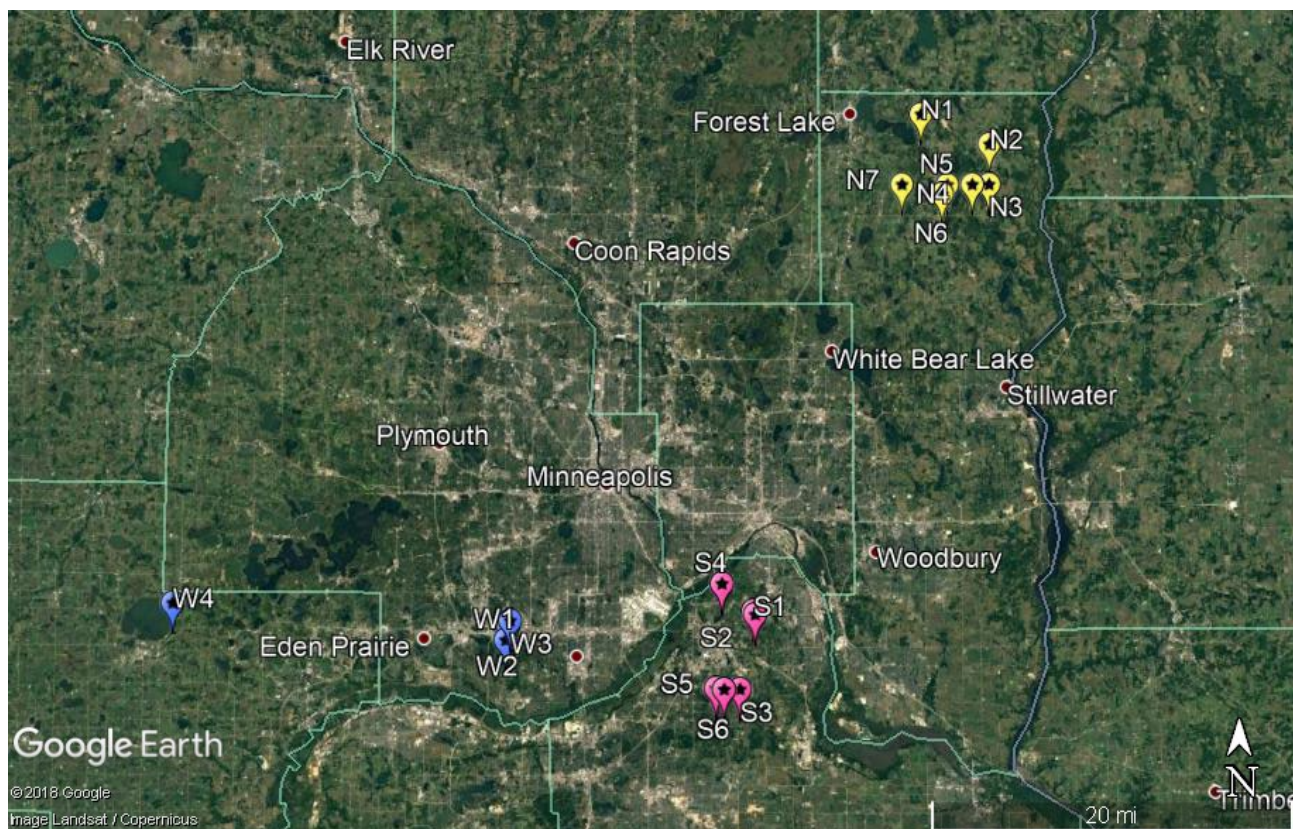 Elk River
Forest Lake
N1
N2
N5
N7
N4
N3
N6
Coon Rapids
White Bear Lake
Stillwater
Plymouth
Minneapolis
Woodbury
S4
W4
W1
S1
Eden Prairie
W3
S2
W2
S5
S3
S6
Google Earth
N
©2018 Google
Image Landsat / Copernicus
20 mi